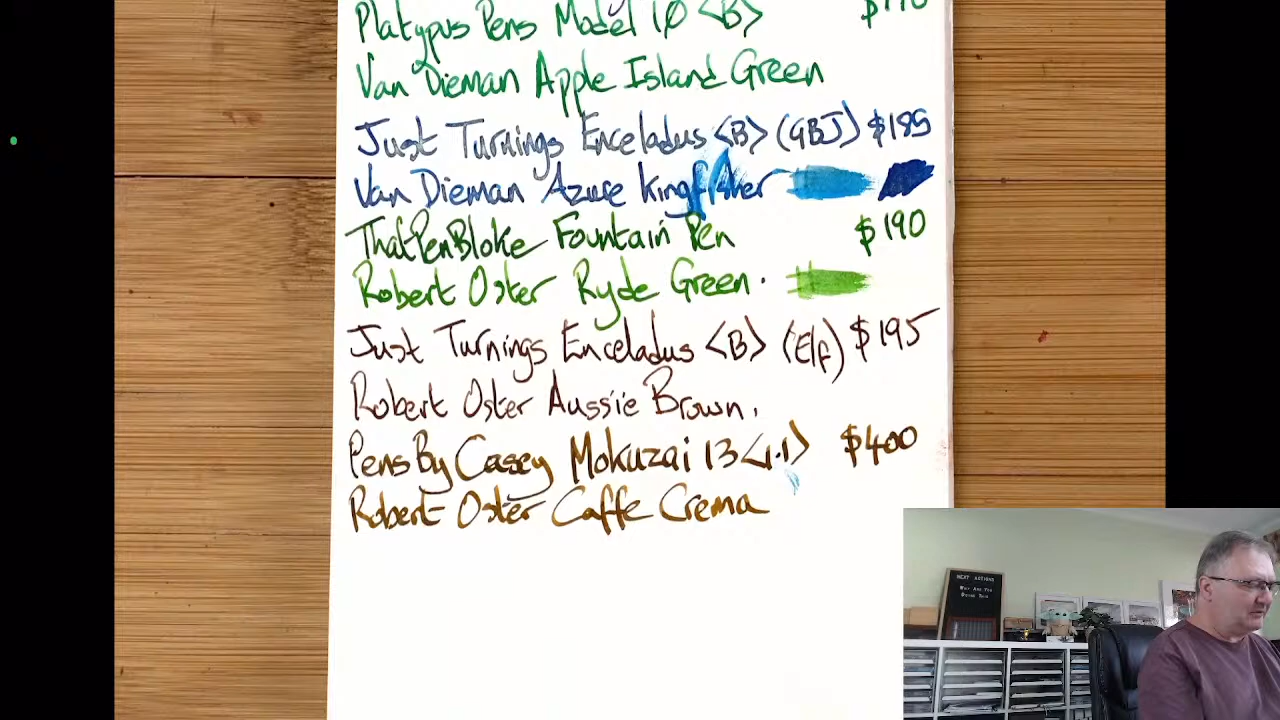 Platypus Pens Model 10 <B>
Van Dieman Apple Island Green
Just Turnings Enceladus <B> (GBJ) $195
Van Dieman Azure Kingfisher
ThatPenBloke Fountain Pen $190
Robert Oster Ryde Green.
Just Turnings Enceladus <B> (Elf) $195
Robert Oster Aussie Brown.
Pens By Casey Mokuzai 13 <1.1> $400
Robert Oster Caffe Crema
NEXT ACTIONS